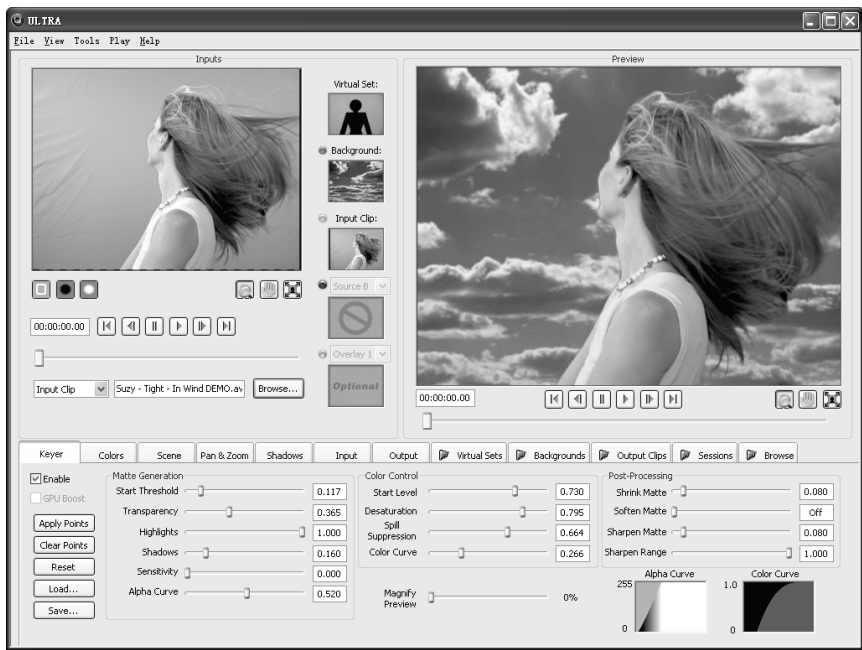 ULTRA
File View Tools Play Help
Inputs
Preview
Virtual Set:
Background:
Input Clip:
Source B
Overlay 1
Optional
00:00:00.00
Input Clip
Suzy - Tight - In Wind DEMO.av
Browse...
00:00:00.00
Keyer Colors Scene Pan & Zoom Shadows Input Output Virtual Sets Backgrounds Output Clips Sessions Browse
Enable
GPU Boost
Apply Points
Clear Points
Reset
Load...
Save...
Matte Generation
Start Threshold 0.117
Transparency 0.365
Highlights 1.000
Shadows 0.160
Sensitivity 0.000
Alpha Curve 0.520
Color Control
Start Level 0.730
Desaturation 0.795
Spill
Suppression 0.664
Color Curve 0.266
Magnify
Preview 0%
Post-Processing
Shrink Matte 0.080
Soften Matte Off
Sharpen Matte 0.080
Sharpen Range 1.000
Alpha Curve
255
0
Color Curve
1.0
0